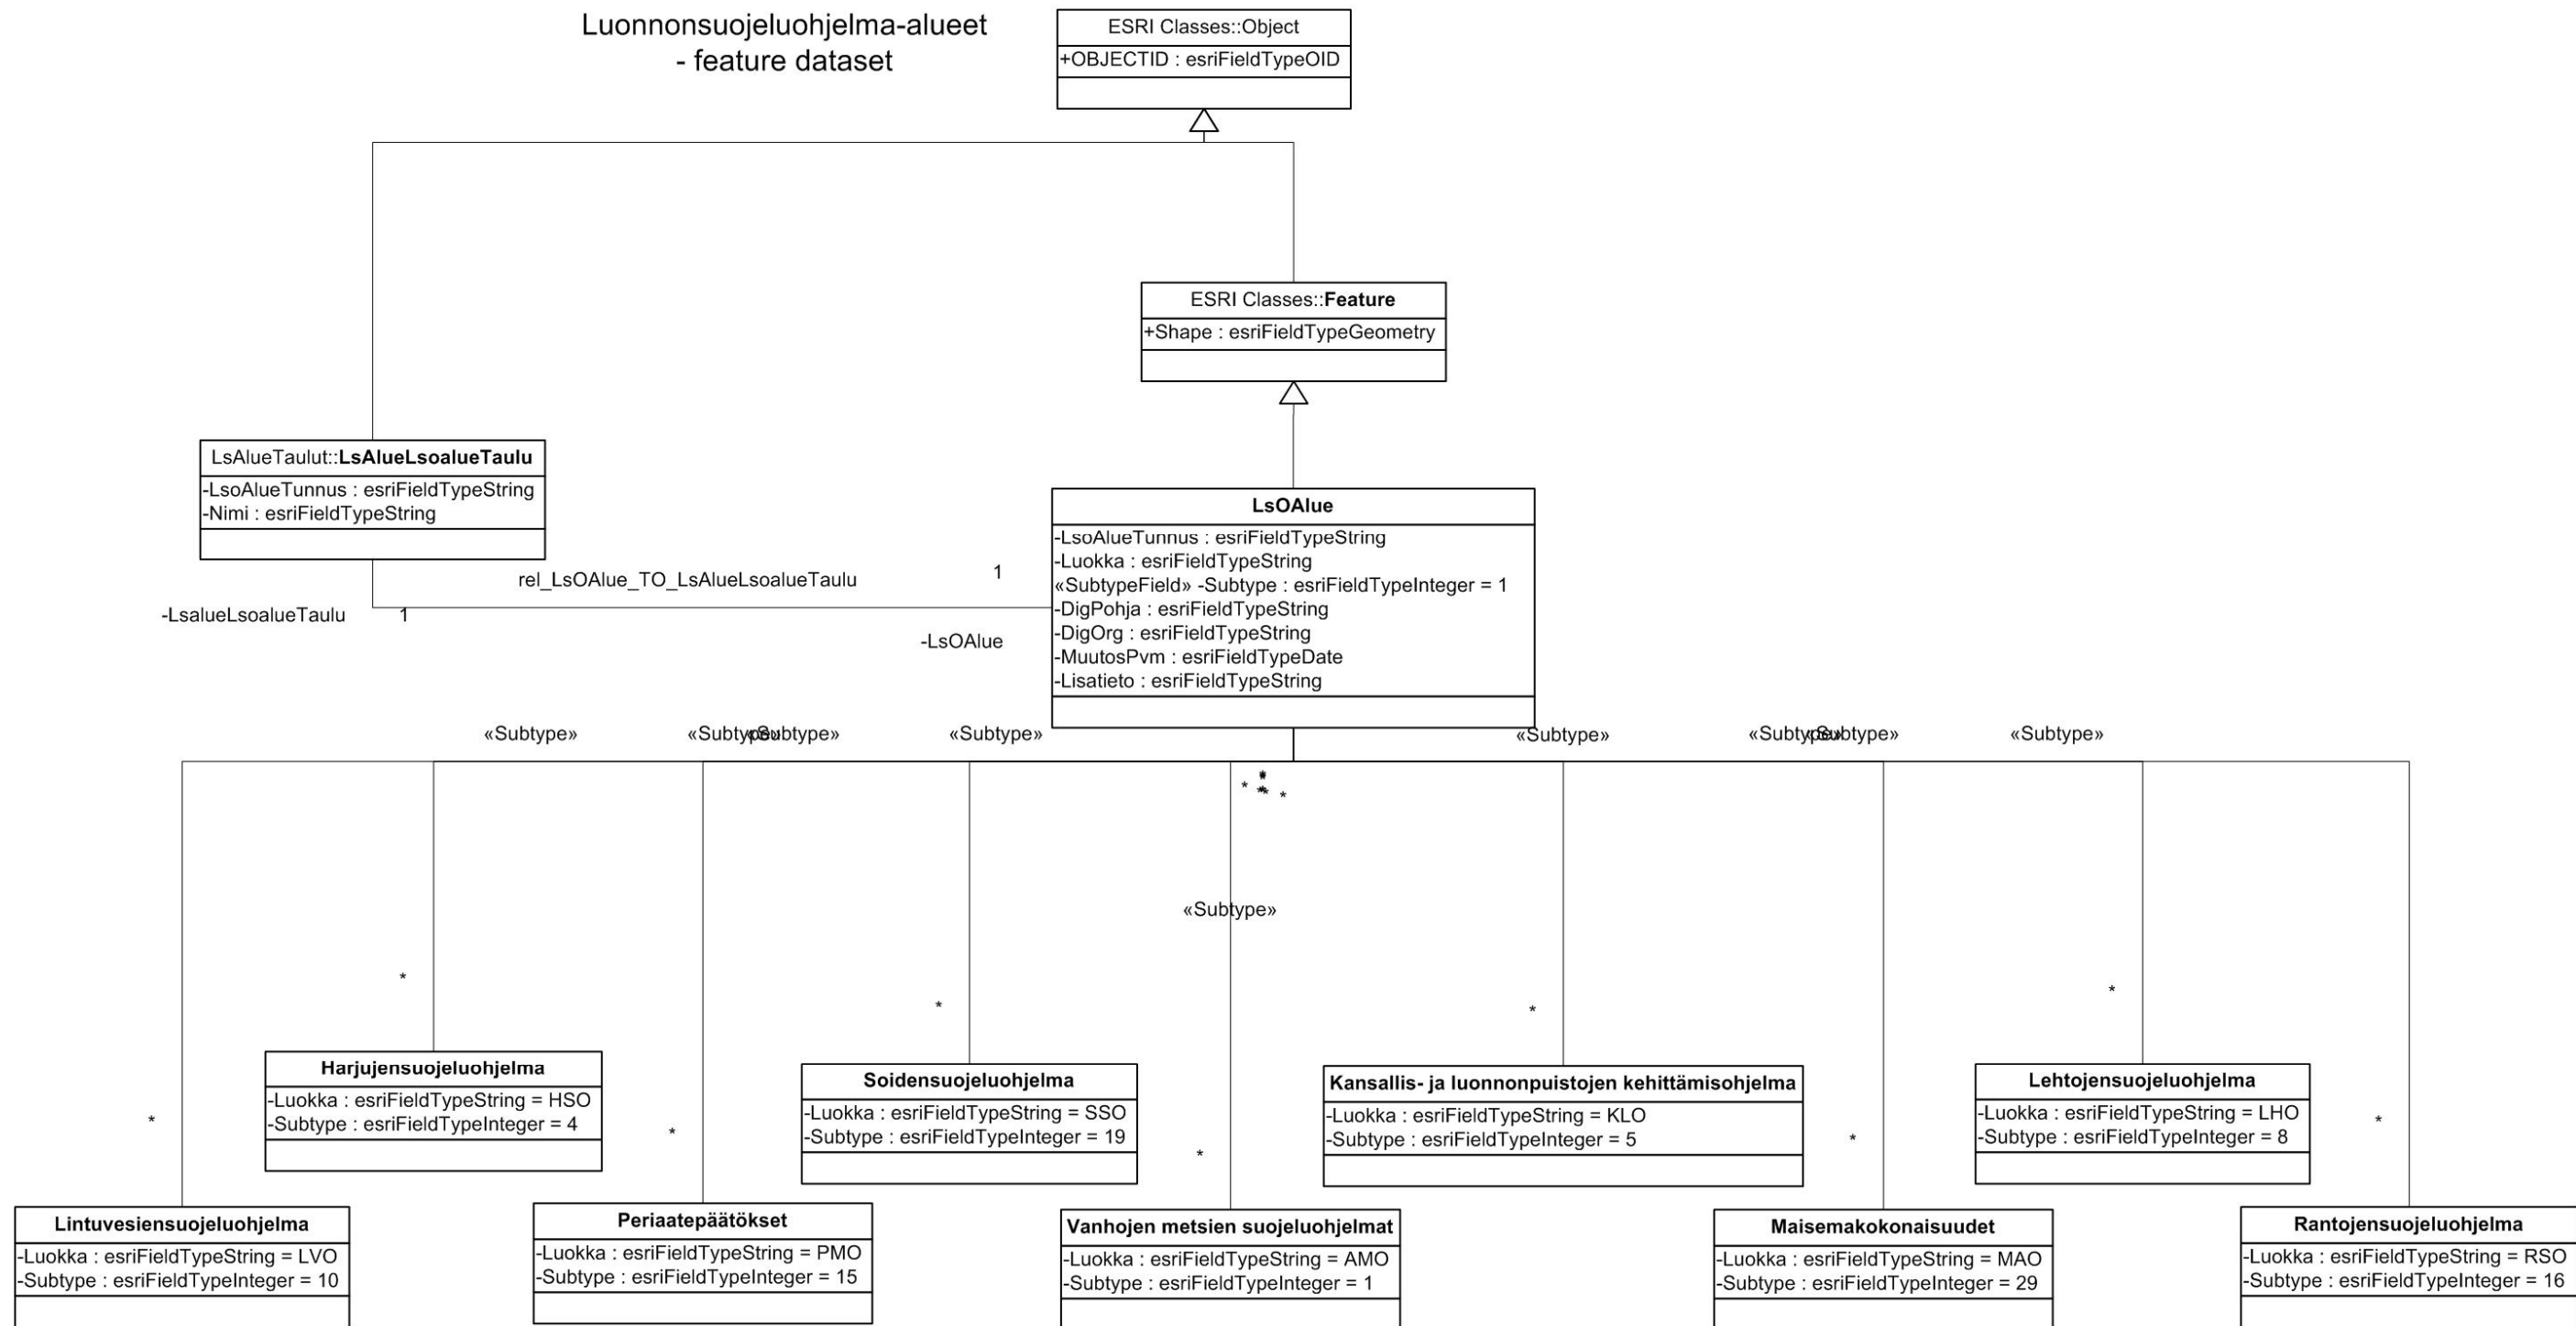 Luonnonsuojeluohjelma-alueet
- feature dataset
ESRI Classes::Object
+OBJECTID : esriFieldTypeOID
ESRI Classes::Feature
+Shape : esriFieldTypeGeometry
LsAlueTaulut::LsAlueLsoalueTaulu
-LsoAlueTunnus : esriFieldTypeString
-Nimi : esriFieldTypeString
LsOAlue
-LsoAlueTunnus : esriFieldTypeString
-Luokka : esriFieldTypeString
«SubtypeField» -Subtype : esriFieldTypeInteger = 1
-DigPohja : esriFieldTypeString
-DigOrg : esriFieldTypeString
-MuutosPvm : esriFieldTypeDate
-Lisatieto : esriFieldTypeString
rel_LsOAlue_TO_LsAlueLsoalueTaulu
1
-LsalueLsoalueTaulu
1
-LsOAlue
«Subtype»
«Subtype»
«Subtype»
«Subtype»
«Subtype»
«Subtype»
«Subtype»
«Subtype»
*
*
*
*
*
«Subtype»
*
*
*
*
*
*
*
*
*
Harjujensuojeluohjelma
-Luokka : esriFieldTypeString = HSO
-Subtype : esriFieldTypeInteger = 4
Soidensuojeluohjelma
-Luokka : esriFieldTypeString = SSO
-Subtype : esriFieldTypeInteger = 19
Kansallis- ja luonnonpuistojen kehittämisohjelma
-Luokka : esriFieldTypeString = KLO
-Subtype : esriFieldTypeInteger = 5
Lehtojensuojeluohjelma
-Luokka : esriFieldTypeString = LHO
-Subtype : esriFieldTypeInteger = 8
Lintuvesiensuojeluohjelma
-Luokka : esriFieldTypeString = LVO
-Subtype : esriFieldTypeInteger = 10
Periaatepäätökset
-Luokka : esriFieldTypeString = PMO
-Subtype : esriFieldTypeInteger = 15
Vanhojen metsien suojeluohjelmat
-Luokka : esriFieldTypeString = AMO
-Subtype : esriFieldTypeInteger = 1
Maisemakokonaisuudet
-Luokka : esriFieldTypeString = MAO
-Subtype : esriFieldTypeInteger = 29
Rantojensuojeluohjelma
-Luokka : esriFieldTypeString = RSO
-Subtype : esriFieldTypeInteger = 16